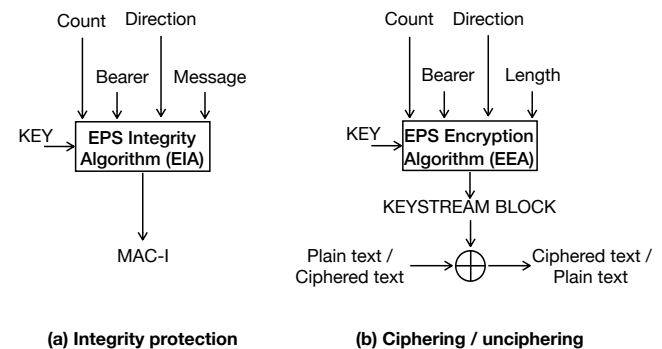 Count Direction
Bearer Message
KEY
EPS Integrity
Algorithm (EIA)
MAC-I
(a) Integrity protection
Count Direction
Bearer Length
KEY
EPS Encryption
Algorithm (EEA)
KEYSTREAM BLOCK
Plain text /
Ciphered text
Ciphered text /
Plain text
(b) Ciphering / unciphering